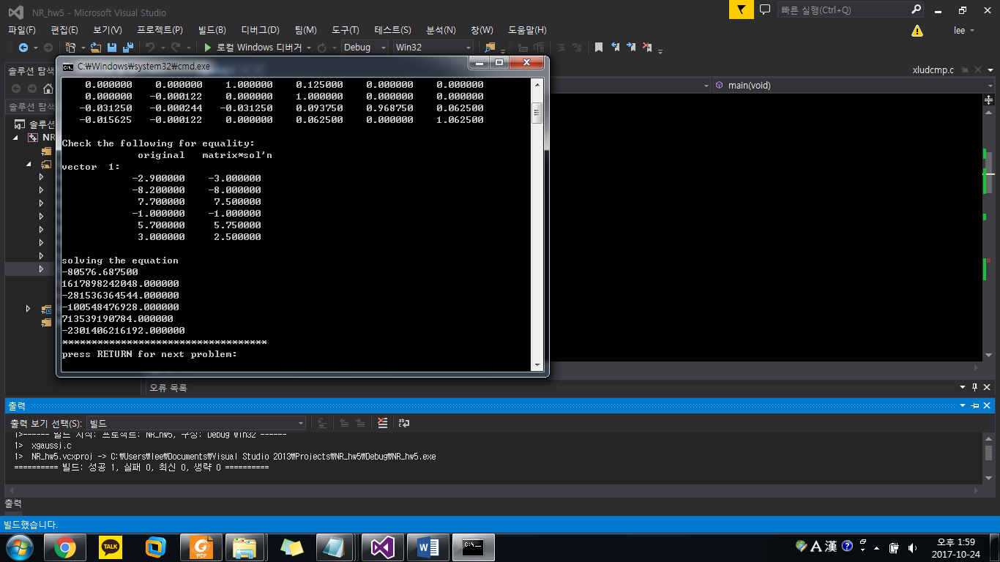 NR_hw5 - Microsoft Visual Studio
빠른 실행(Ctrl+Q)
파일(F) 편집(E) 보기(V) 프로젝트(P) 빌드(B) 디버그(D) 팀(M) 도구(T) 테스트(S) 분석(N) 창(W) 도움말(H)
lee
로컬 Windows 디버거 Debug Win32
솔루션 탐색
xludcmp.c
main(void)
솔루션 탐색
솔루션
NR
C:₩Windows₩system32₩cmd.exe
0.000000 0.000000 1.000000 0.125000 0.000000 0.000000
0.000000 -0.000122 0.000000 1.000000 0.000000 0.000000
-0.031250 -0.000244 -0.031250 0.093750 0.968750 0.062500
-0.015625 -0.000122 0.000000 0.062500 0.000000 1.062500
Check the following for equality:
original matrix*sol'n
vector 1:
-2.900000 -3.000000
-8.200000 -8.000000
7.700000 7.500000
-1.000000 -1.000000
5.700000 5.750000
3.000000 2.500000
solving the equation
-80576.687500
1617898242048.000000
-281536364544.000000
-100548476928.000000
713539190784.000000
-2301406216192.000000
***********************************
press RETURN for next problem:
오류 목록
출력
출력 보기 선택(S): 빌드
1>------ 빌드 시작: 프로젝트: NR_hw5, 구성: Debug Win32 ------
1> xgaussj.c
1> NR_hw5.vcxproj -> C:₩Users₩lee₩Documents₩Visual Studio 2013₩Projects₩NR_hw5₩Debug₩NR_hw5.exe
========== 빌드: 성공 1, 실패 0, 최신 0, 생략 0 ==========
출력
빌드했습니다.
TALK
PDF
A 漢
오후 1:59
2017-10-24